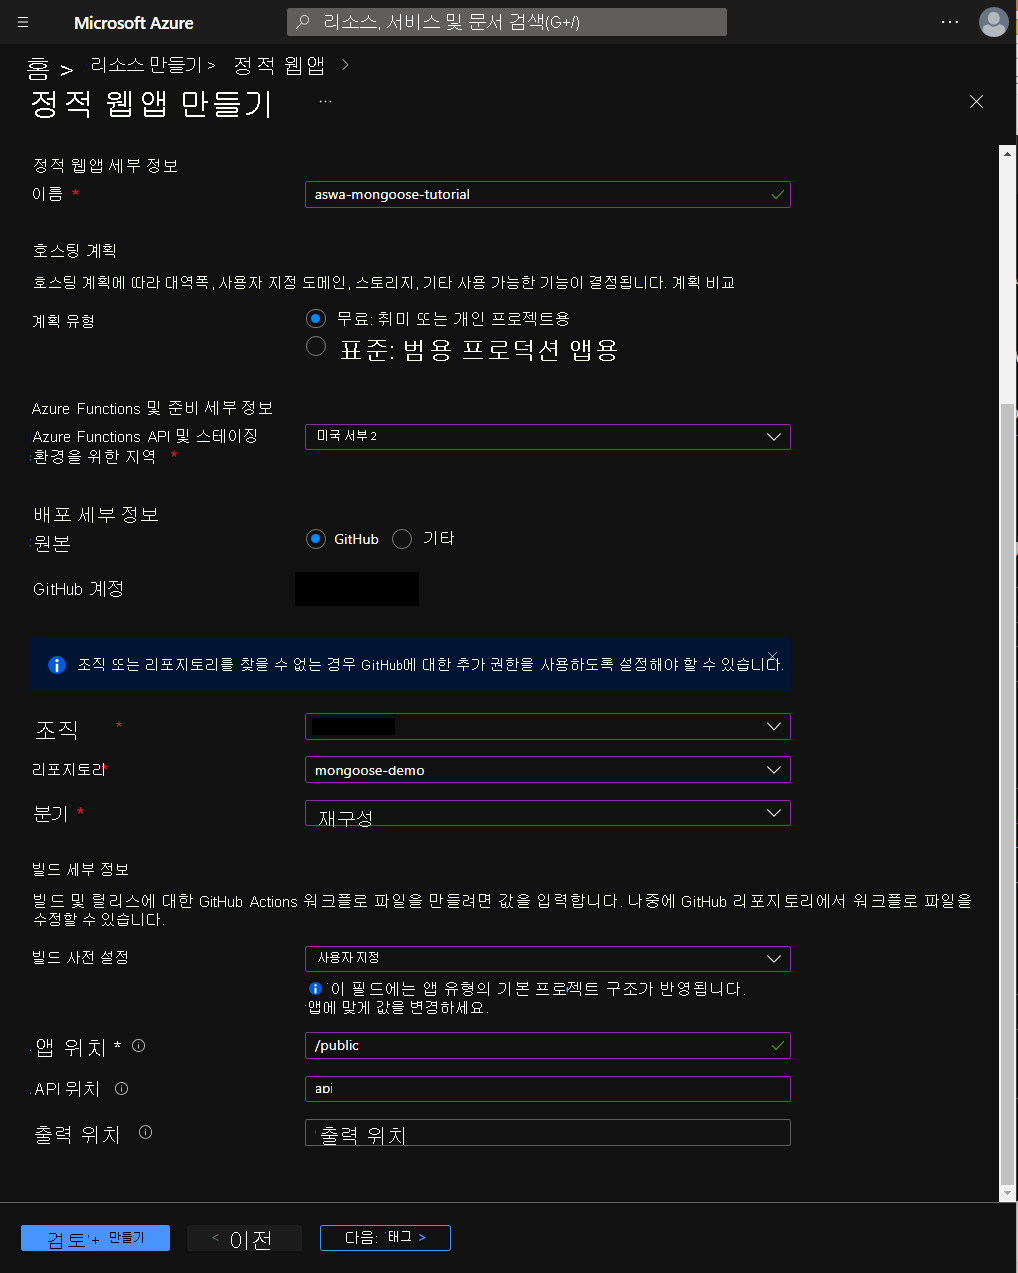 Microsoft Azure
리소스, 서비스 및 문서 검색(G+/)
...
홈 > 리소스 만들기 > 정적 웹앱 >
정적 웹앱 만들기 ...
정적 웹앱 세부 정보
이름 *
aswa-mongoose-tutorial
호스팅 계획
호스팅 계획에 따라 대역폭, 사용자 지정 도메인, 스토리지, 기타 사용 가능한 기능이 결정됩니다. 계획 비교
계획 유형
무료: 취미 또는 개인 프로젝트용
표준: 범용 프로덕션 앱용
Azure Functions 및 준비 세부 정보
Azure Functions API 및 스테이징
환경을 위한 지역 *
미국 서부 2
배포 세부 정보
원본
GitHub 기타
GitHub 계정
조직 또는 리포지토리를 찾을 수 없는 경우 GitHub에 대한 추가 권한을 사용하도록 설정해야 할 수 있습니다.
조직 *
리포지토리*
mongoose-demo
분기 *
재구성
빌드 세부 정보
빌드 및 릴리스에 대한 GitHub Actions 워크플로 파일을 만들려면 값을 입력합니다. 나중에 GitHub 리포지토리에서 워크플로 파일을
수정할 수 있습니다.
빌드 사전 설정
사용자 지정
이 필드에는 앱 유형의 기본 프로젝트 구조가 반영됩니다.
앱에 맞게 값을 변경하세요.
앱 위치 *
/public
API 위치
api
출력 위치
출력 위치
검토 + 만들기
< 이전
다음: 태그 >